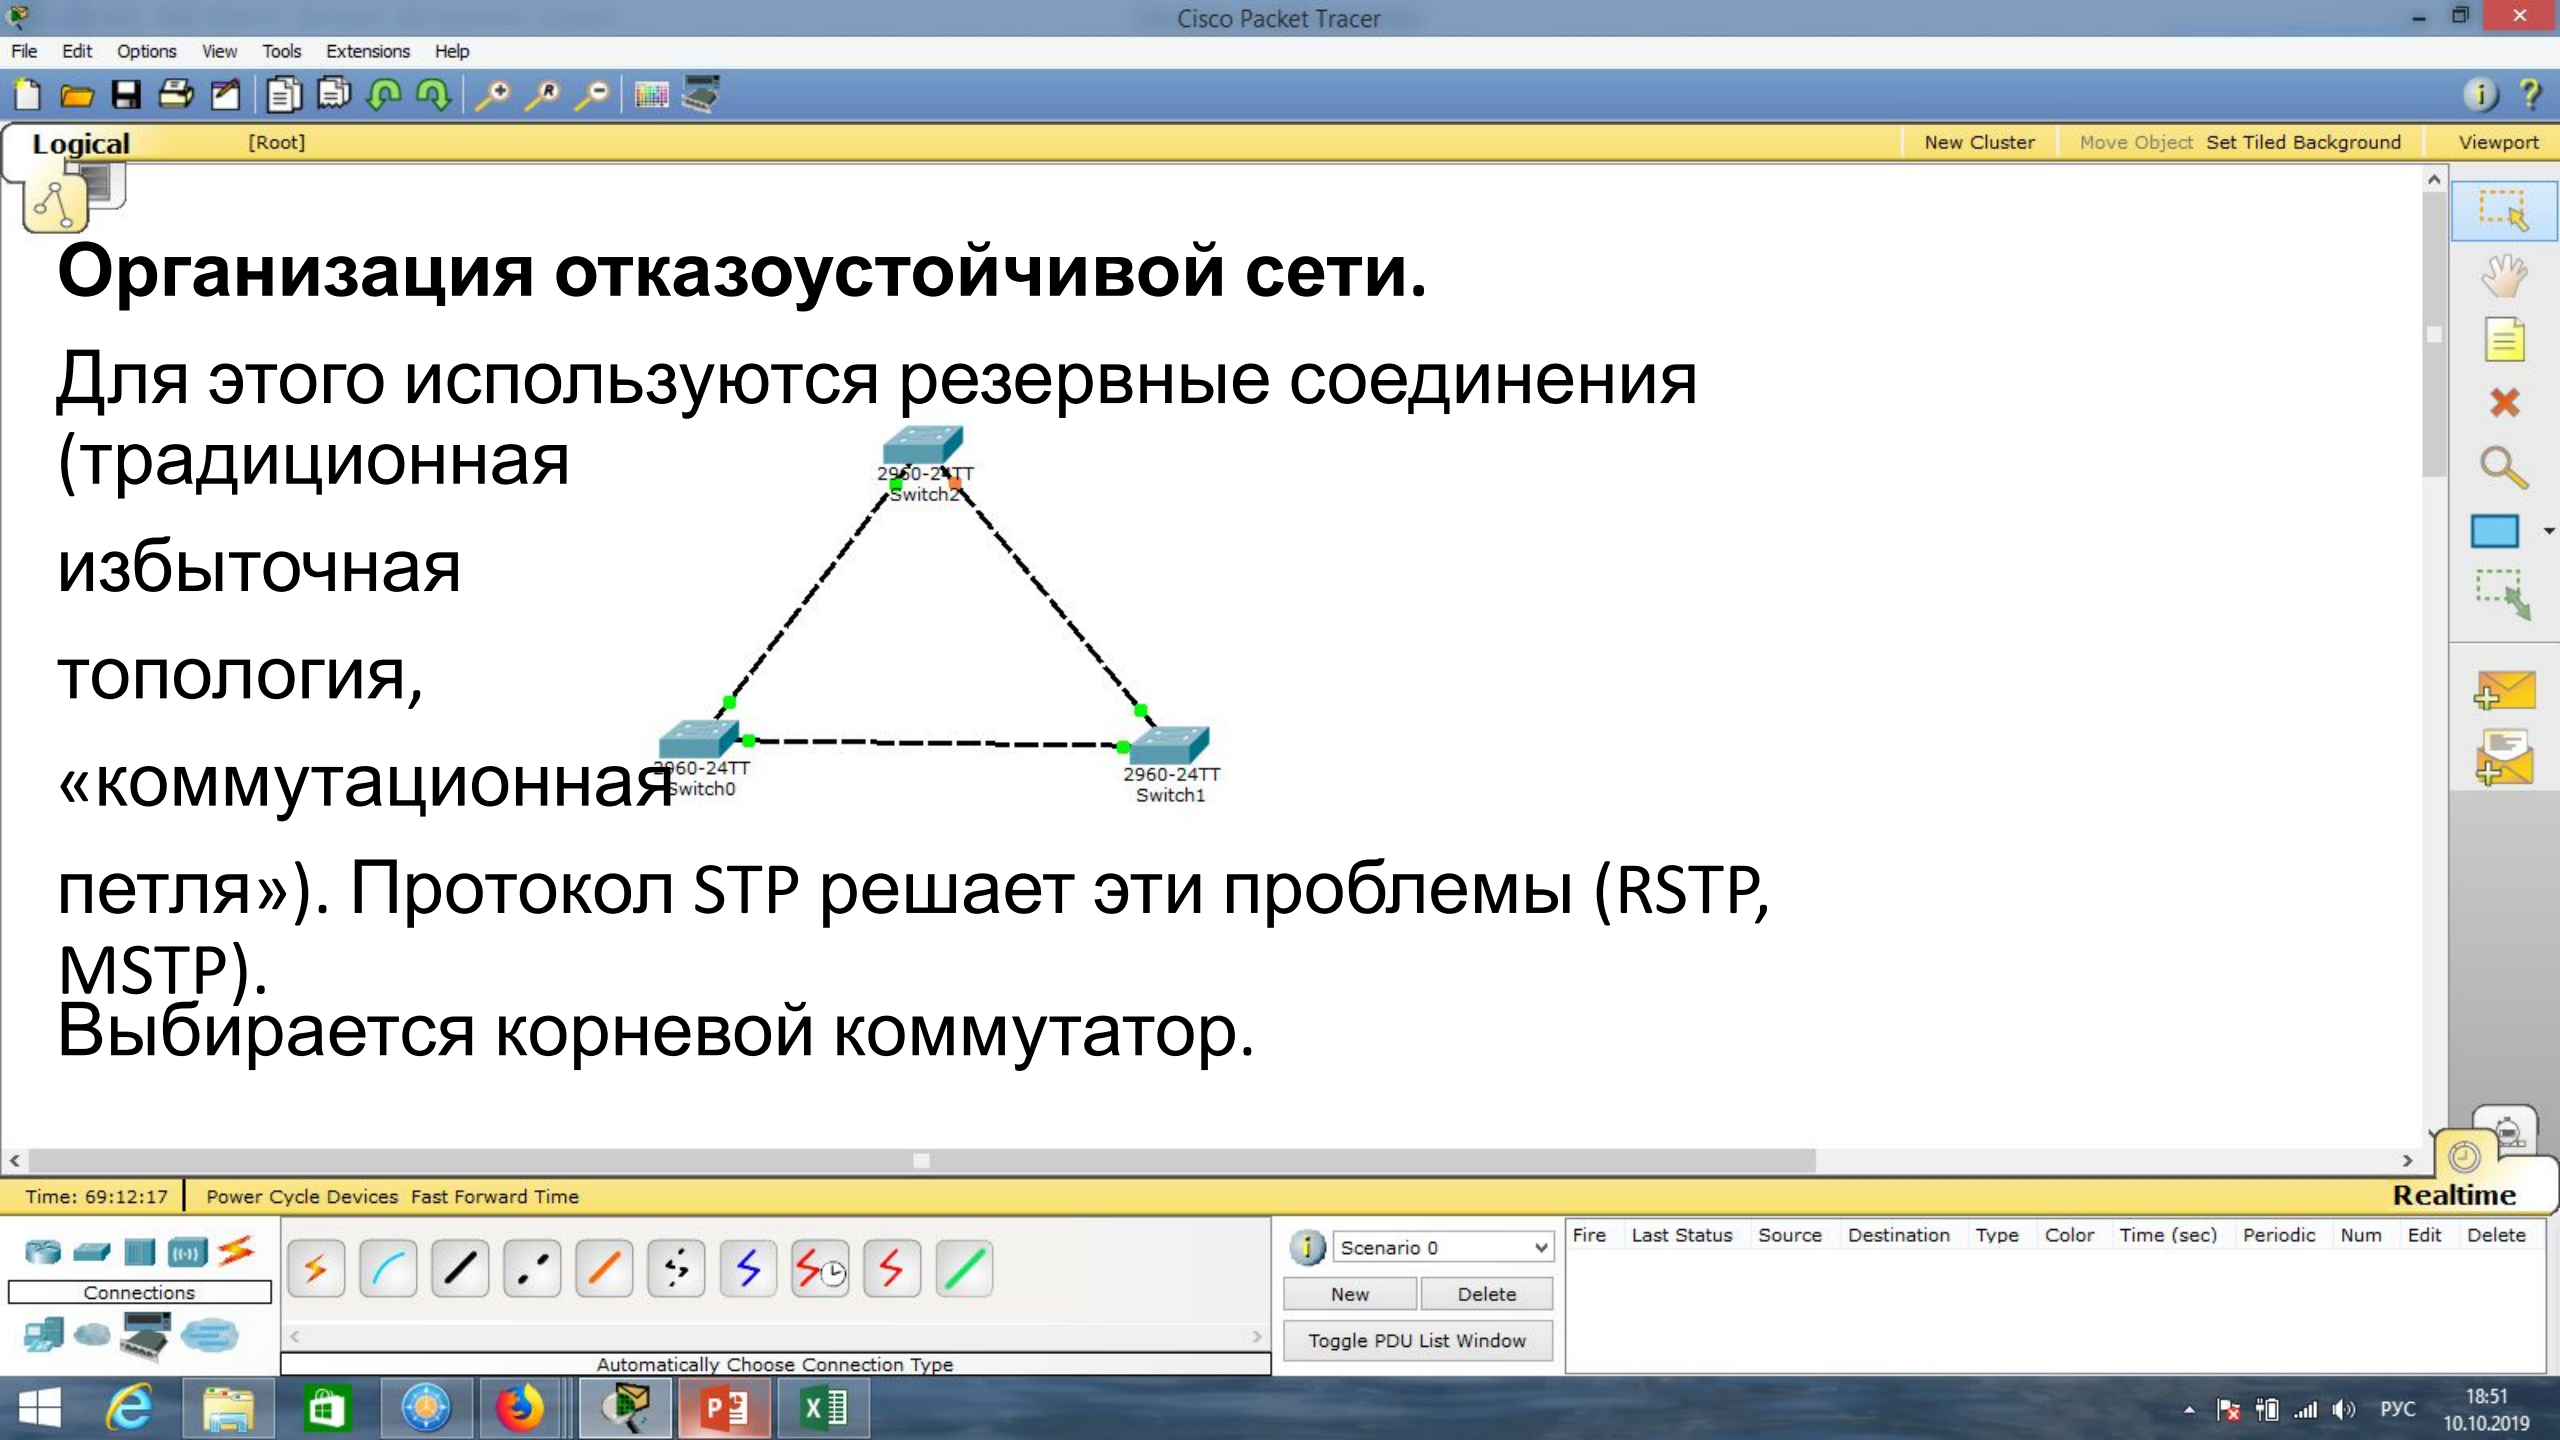 Cisco Packet Tracer
File Edit Options View Tools Extensions Help
Logical [Root] New Cluster Move Object Set Tiled Background Viewport
Организация отказоустойчивой сети.
Для этого используются резервные соединения
(традиционная
2960-24TT
Switch2
избыточная
топология,
«коммутационная
2960-24TT
Switch0
2960-24TT
Switch1
петля»). Протокол STP решает эти проблемы (RSTP,
MSTP).
Выбирается корневой коммутатор.
Time: 69:12:17 Power Cycle Devices Fast Forward Time Realtime
Connections
Automatically Choose Connection Type
Scenario 0
New Delete
Toggle PDU List Window
Fire Last Status Source Destination Type Color Time (sec) Periodic Num Edit Delete
РУС
18:51
10.10.2019